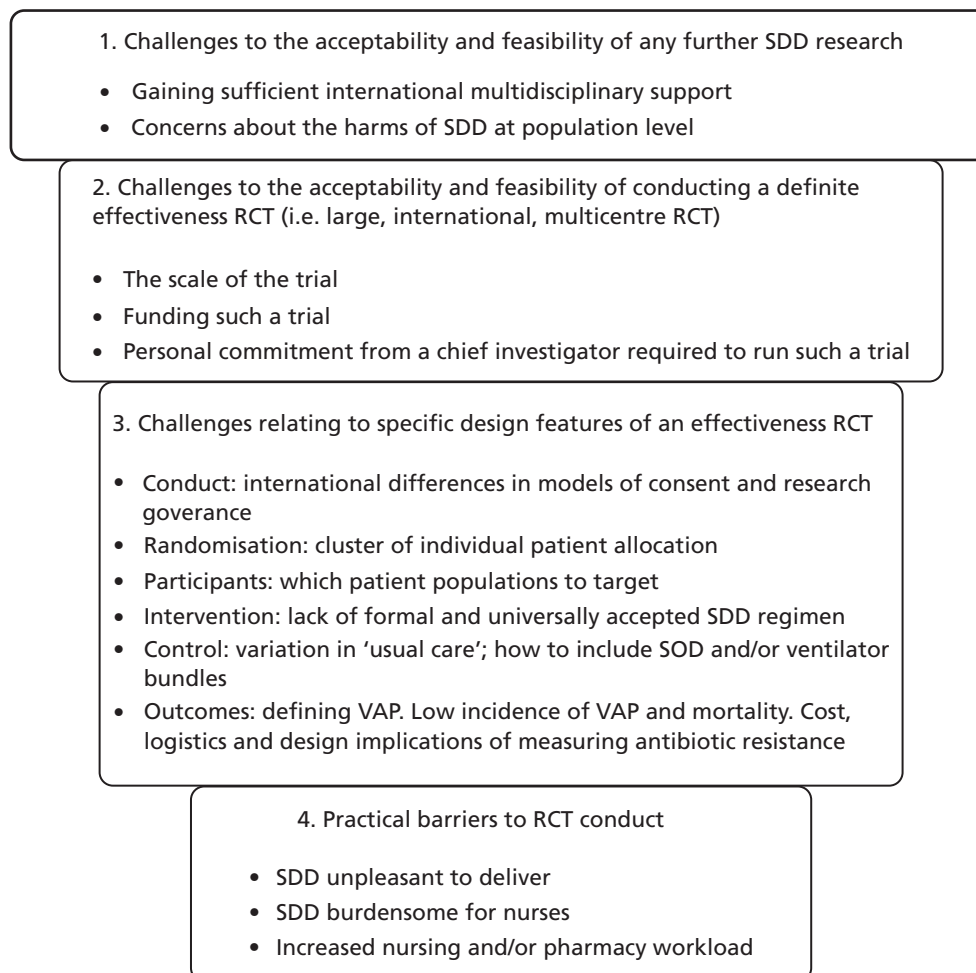 1. Challenges to the acceptability and feasibility of any further SDD research
• Gaining sufficient international multidisciplinary support
• Concerns about the harms of SDD at population level
2. Challenges to the acceptability and feasibility of conducting a definite
effectiveness RCT (i.e. large, international, multicentre RCT)
• The scale of the trial
• Funding such a trial
• Personal commitment from a chief investigator required to run such a trial
3. Challenges relating to specific design features of an effectiveness RCT
• Conduct: international differences in models of consent and research
goverance
• Randomisation: cluster of individual patient allocation
• Participants: which patient populations to target
• Intervention: lack of formal and universally accepted SDD regimen
• Control: variation in ‘usual care’; how to include SOD and/or ventilator
bundles
• Outcomes: defining VAP. Low incidence of VAP and mortality. Cost,
logistics and design implications of measuring antibiotic resistance
4. Practical barriers to RCT conduct
• SDD unpleasant to deliver
• SDD burdensome for nurses
• Increased nursing and/or pharmacy workload